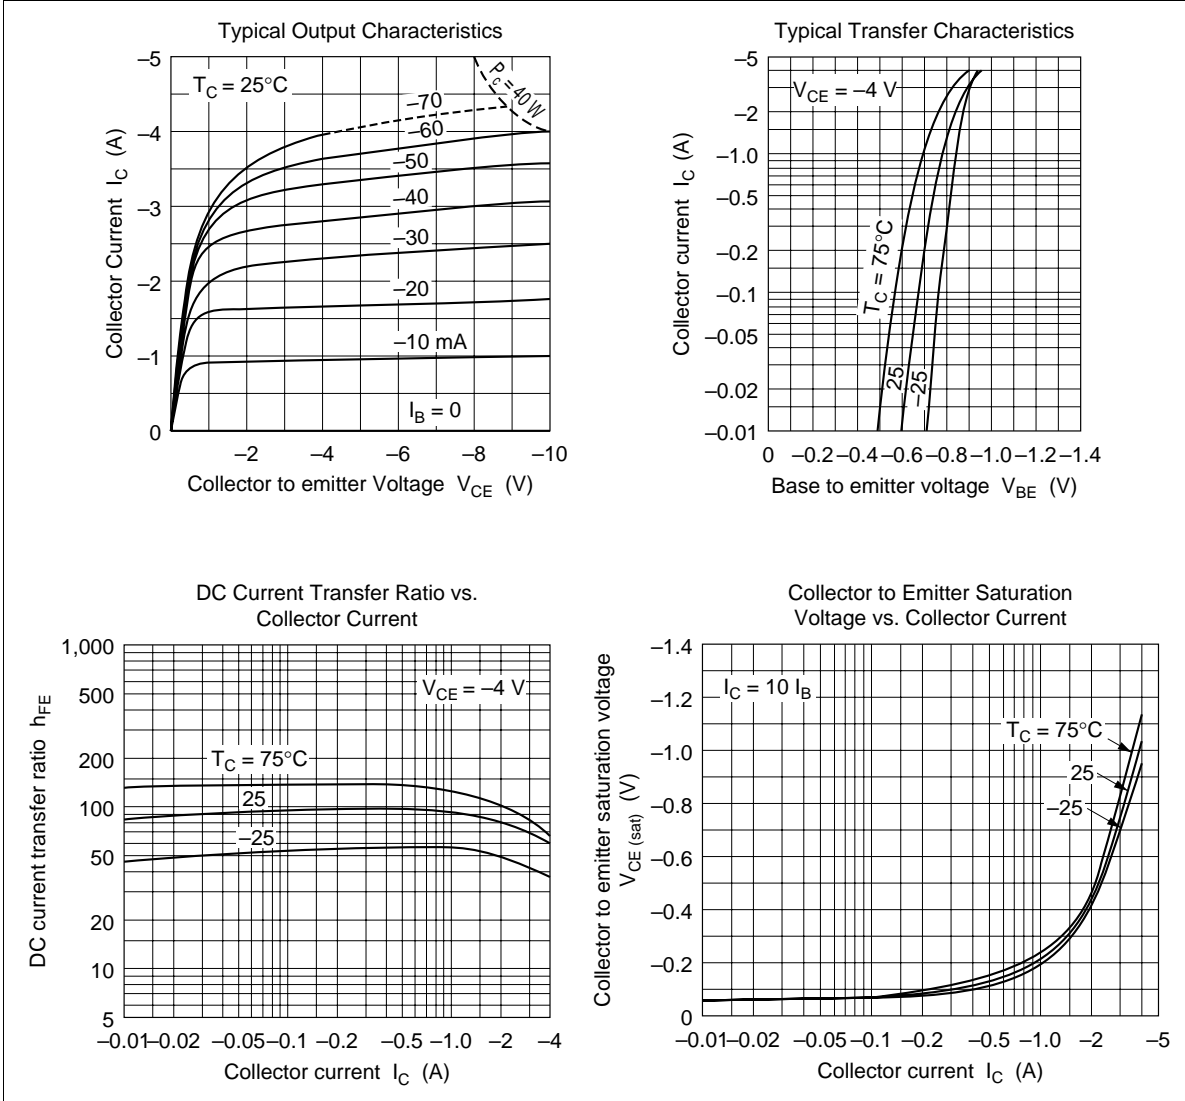 Typical Output Characteristics
–5
–4
–3
–2
–1
0
Collector Current I_C (A)
T_C = 25°C
P_c = 40 W
–70
–60
–50
–40
–30
–20
–10 mA
I_B = 0
–2 –4 –6 –8 –10
Collector to emitter Voltage V_CE (V)
Typical Transfer Characteristics
–5
–2
–1.0
–0.5
–0.2
–0.1
–0.05
–0.02
–0.01
Collector current I_C (A)
V_CE = –4 V
T_C = 75°C
25
–25
0 –0.2 –0.4 –0.6 –0.8 –1.0 –1.2 –1.4
Base to emitter voltage V_BE (V)
DC Current Transfer Ratio vs.
Collector Current
1,000
500
200
100
50
20
10
5
DC current transfer ratio h_FE
V_CE = –4 V
T_C = 75°C
25
–25
–0.01 –0.02 –0.05 –0.1 –0.2 –0.5 –1.0 –2 –4
Collector current I_C (A)
Collector to Emitter Saturation
Voltage vs. Collector Current
–1.4
–1.2
–1.0
–0.8
–0.6
–0.4
–0.2
0
Collector to emitter saturation voltage
V_CE (sat) (V)
I_C = 10 I_B
T_C = 75°C
25
–25
–0.01 –0.02 –0.05 –0.1 –0.2 –0.5 –1.0 –2 –5
Collector current I_C (A)